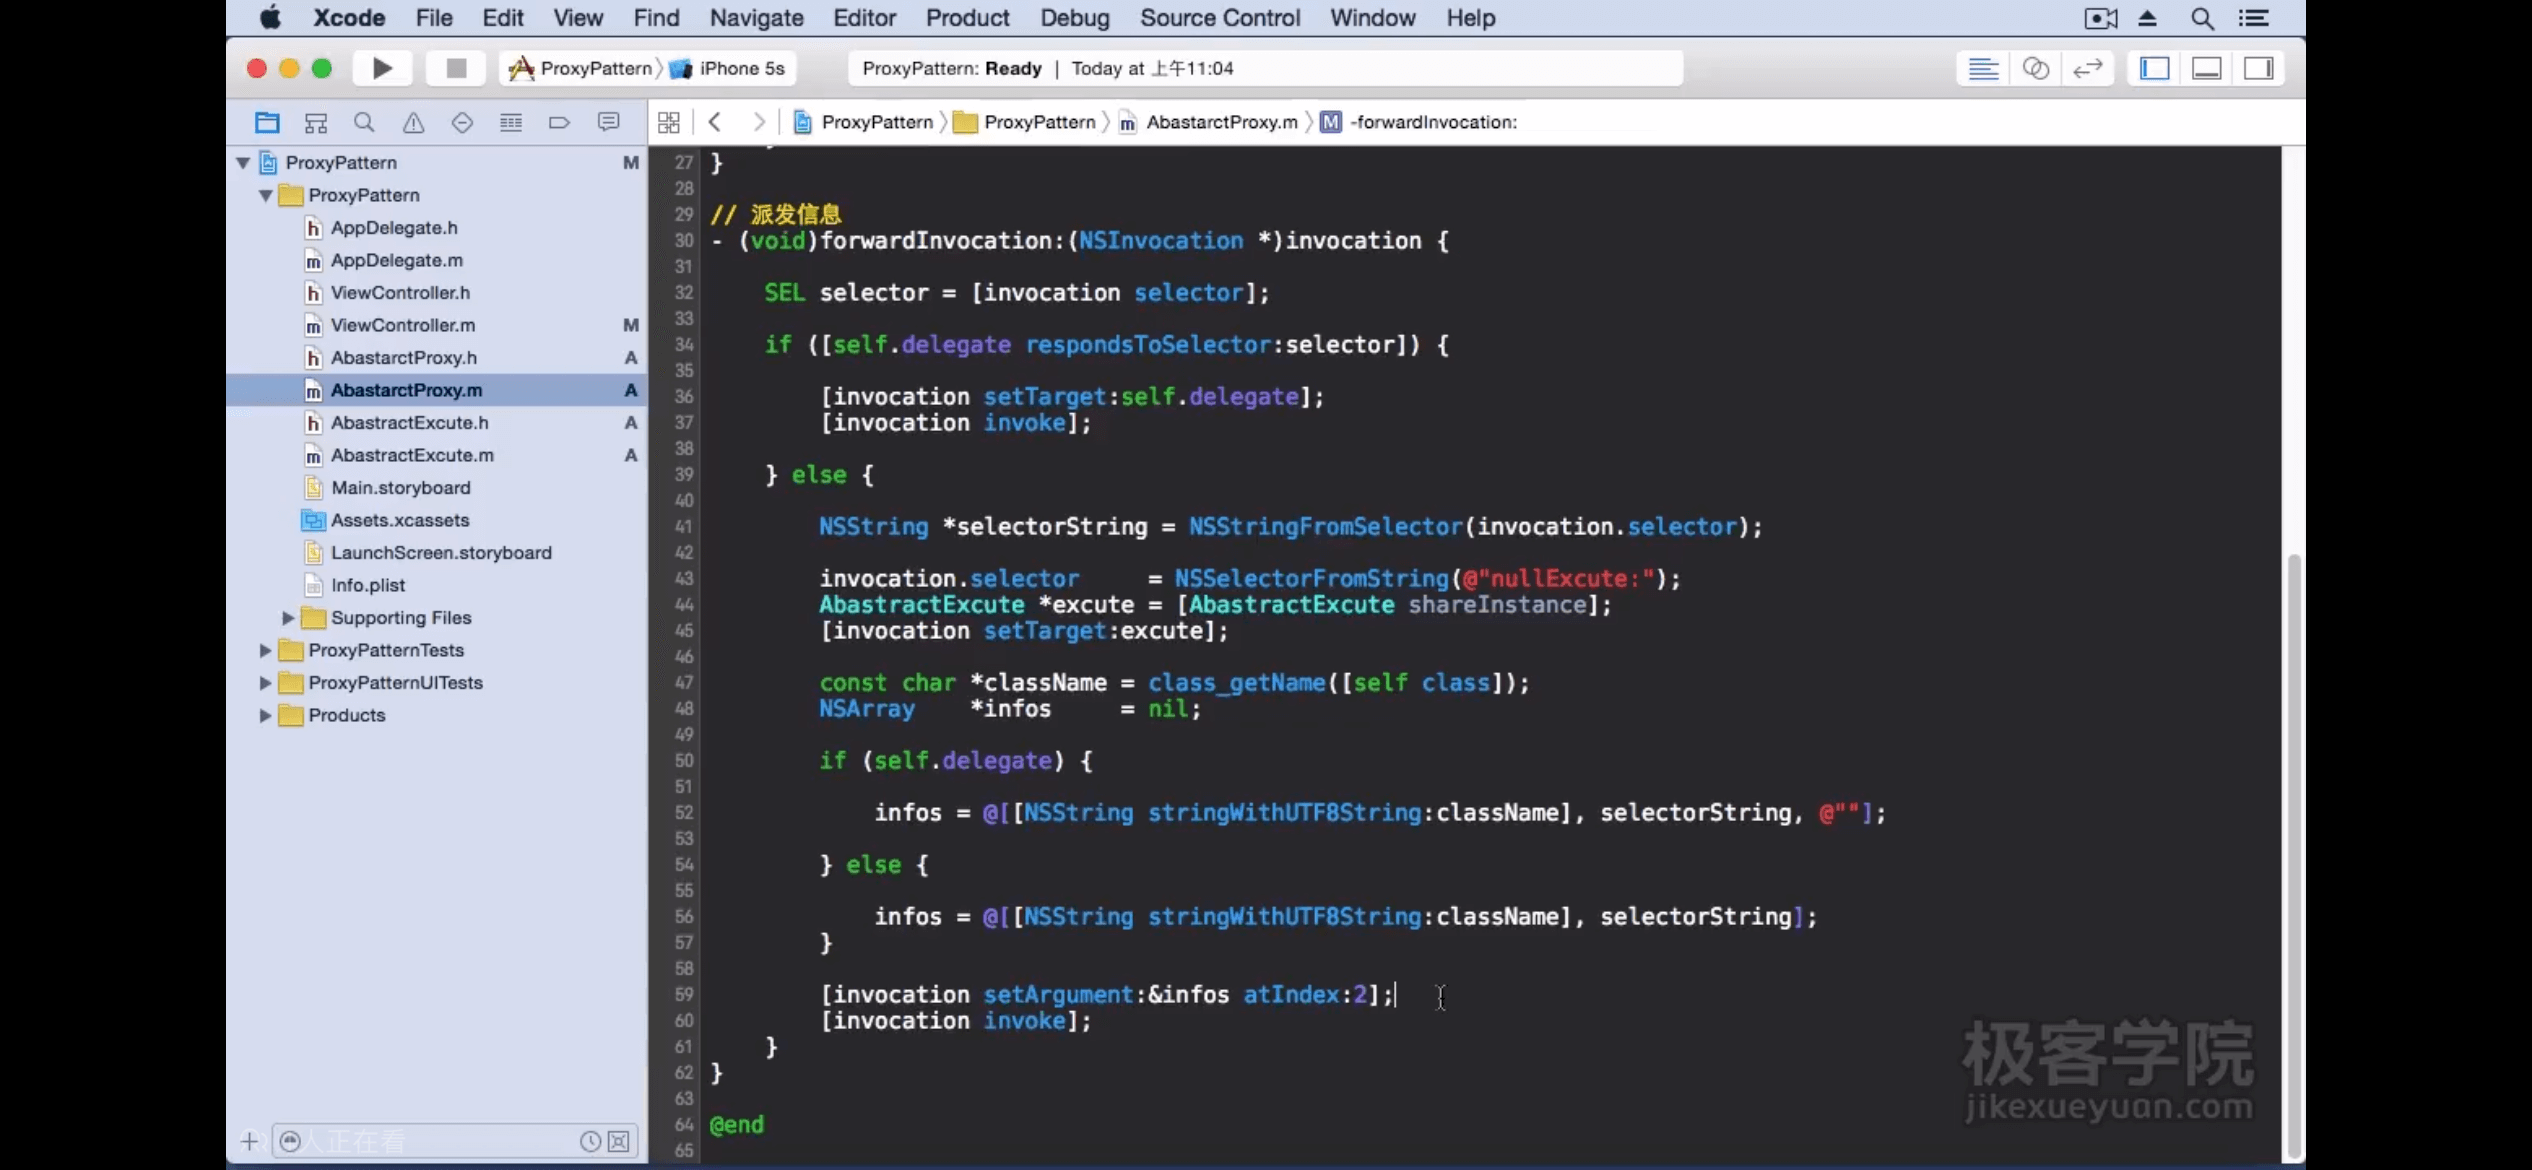 Xcode File Edit View Find Navigate Editor Product Debug Source Control Window Help
ProxyPattern 〉 iPhone 5s
ProxyPattern: Ready | Today at 上午11:04
ProxyPattern 〉 ProxyPattern 〉 m AbastarctProxy.m 〉 M -forwardInvocation:
ProxyPattern M
ProxyPattern
h AppDelegate.h
m AppDelegate.m
h ViewController.h
m ViewController.m M
h AbastarctProxy.h A
m AbastarctProxy.m A
h AbastractExcute.h A
m AbastractExcute.m A
Main.storyboard
Assets.xcassets
LaunchScreen.storyboard
Info.plist
Supporting Files
ProxyPatternTests
ProxyPatternUITests
Products
人正在看
27 }
28
29 // 派发信息
30 - (void)forwardInvocation:(NSInvocation *)invocation {
31
32 SEL selector = [invocation selector];
33
34 if ([self.delegate respondsToSelector:selector]) {
35
36 [invocation setTarget:self.delegate];
37 [invocation invoke];
38
39 } else {
40
41 NSString *selectorString = NSStringFromSelector(invocation.selector);
42
43 invocation.selector = NSSelectorFromString(@"nullExcute:");
44 AbastractExcute *excute = [AbastractExcute shareInstance];
45 [invocation setTarget:excute];
46
47 const char *className = class_getName([self class]);
48 NSArray *infos = nil;
49
50 if (self.delegate) {
51
52 infos = @[[NSString stringWithUTF8String:className], selectorString, @""];
53
54 } else {
55
56 infos = @[[NSString stringWithUTF8String:className], selectorString];
57 }
58
59 [invocation setArgument:&infos atIndex:2];
60 [invocation invoke];
61 }
62 }
63
64 @end
65
极客学院
jikexueyuan.com